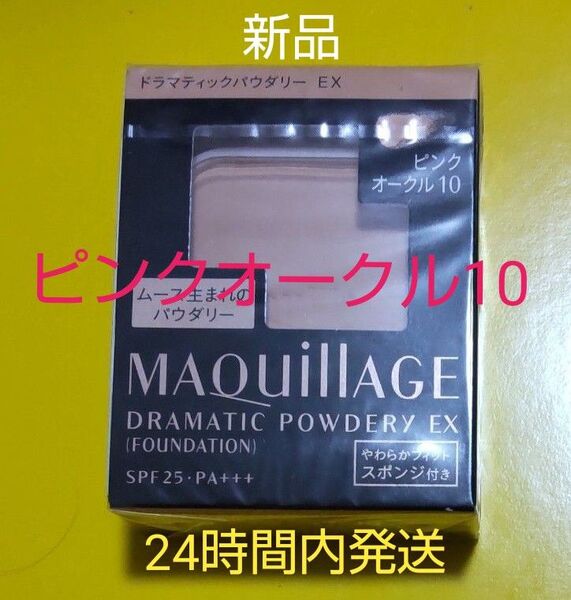 新品
ドラマティックパウダリー EX
ピンク
オークル10
ピンクオークル10
ムース生まれの
パウダリー
MAQuillAGE
DRAMATIC POWDERY EX
(FOUNDATION)
SPF25・PA+++
やわらかフィット
スポンジ付き
24時間内発送